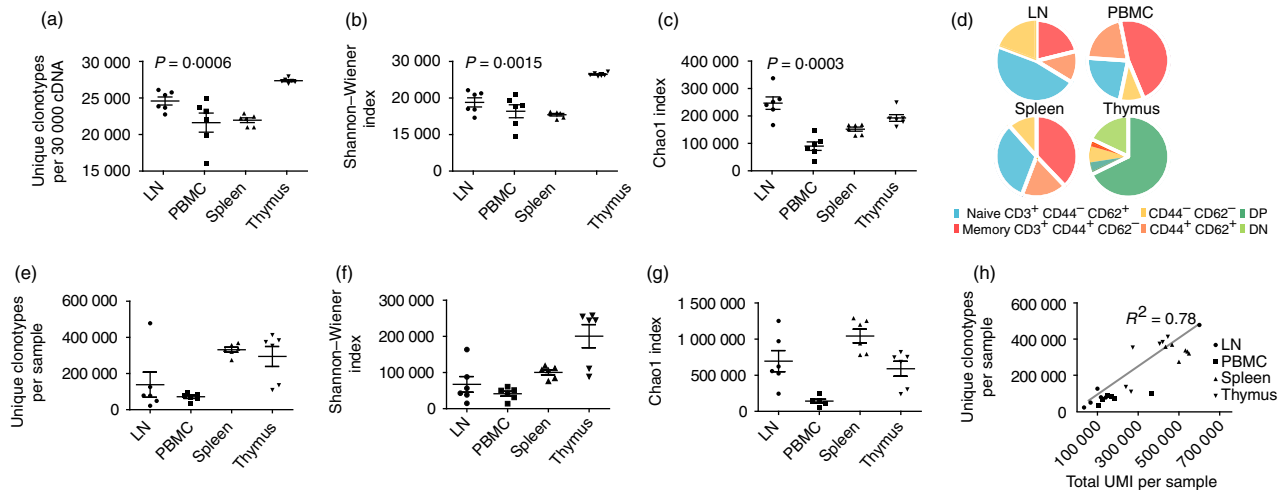 (a)
P = 0·0006
Unique clonotypes
per 30 000 cDNA
30 000
25 000
20 000
15 000
LN
PBMC
Spleen
Thymus
(b)
P = 0·0015
Shannon–Wiener
index
30 000
20 000
15 000
0
LN
PBMC
Spleen
Thymus
(c)
P = 0·0003
Chao1 index
400 000
300 000
200 000
100 000
0
LN
PBMC
Spleen
Thymus
(d)
LN
PBMC
Spleen
Thymus
Naive CD3+ CD44− CD62+
CD44− CD62−
DP
Memory CD3+ CD44+ CD62−
CD44+ CD62+
DN
(e)
Unique clonotypes
per sample
600 000
400 000
200 000
0
LN
PBMC
Spleen
Thymus
(f)
Shannon–Wiener
index
300 000
200 000
100 000
0
LN
PBMC
Spleen
Thymus
(g)
Chao1 index
1 500 000
1 000 000
500 000
0
LN
PBMC
Spleen
Thymus
(h)
Unique clonotypes
per sample
600 000
400 000
200 000
0
R2 = 0.78
LN
PBMC
Spleen
Thymus
100 000
300 000
500 000
700 000
Total UMI per sample